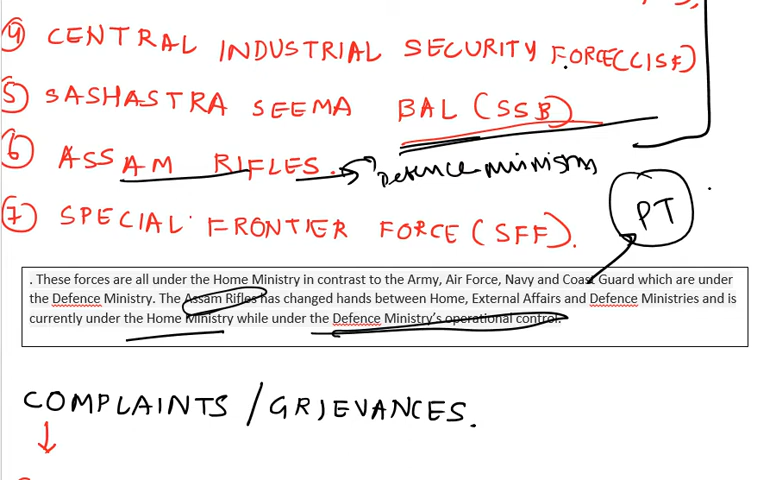 4 CENTRAL INDUSTRIAL SECURITY FORCE(CISF)
5 SASHASTRA SEEMA BAL (SSB)
6 ASSAM RIFLES. → Defence ministry
7 SPECIAL FRONTIER FORCE (SFF).
PT
. These forces are all under the Home Ministry in contrast to the Army, Air Force, Navy and Coast Guard which are under
the Defence Ministry. The Assam Rifles has changed hands between Home, External Affairs and Defence Ministries and is
currently under the Home Ministry while under the Defence Ministry's operational control.
COMPLAINTS / GRIEVANCES.